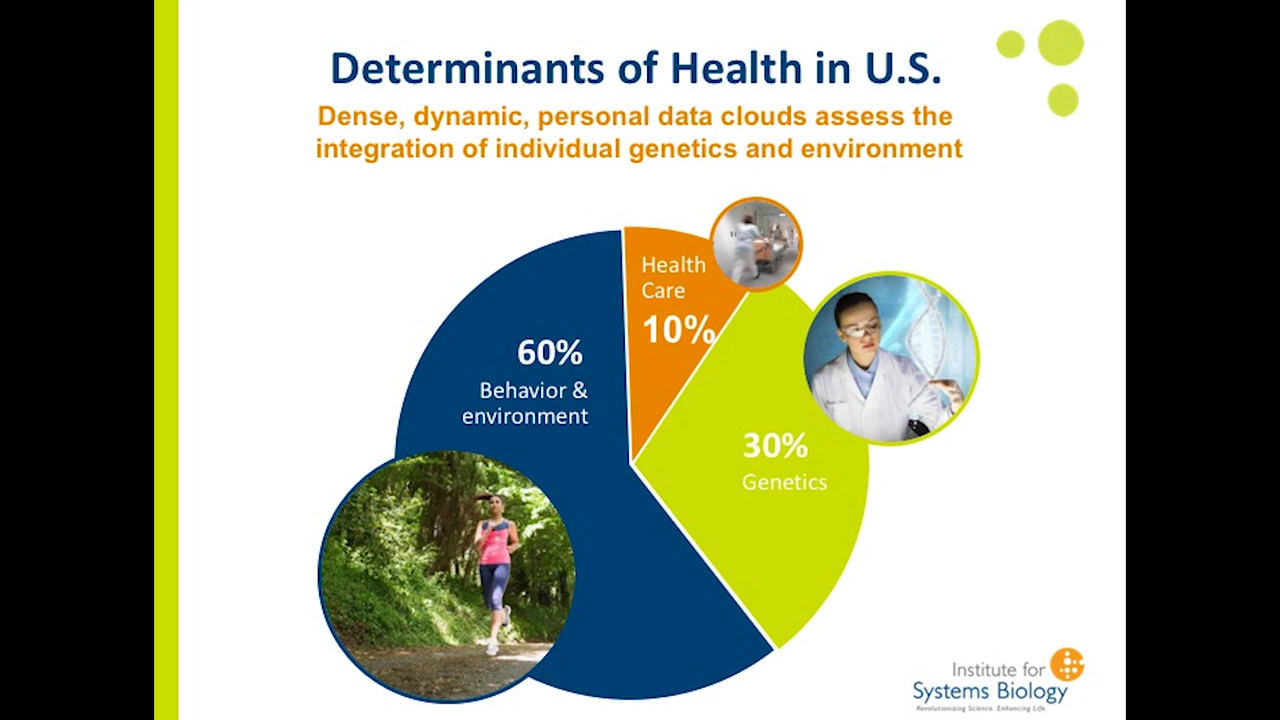 Determinants of Health in U.S.
Dense, dynamic, personal data clouds assess the
integration of individual genetics and environment
Health
Care
10%
60%
Behavior &
environment
30%
Genetics
Institute for
Systems Biology
Revolutionizing Science. Enhancing Life.